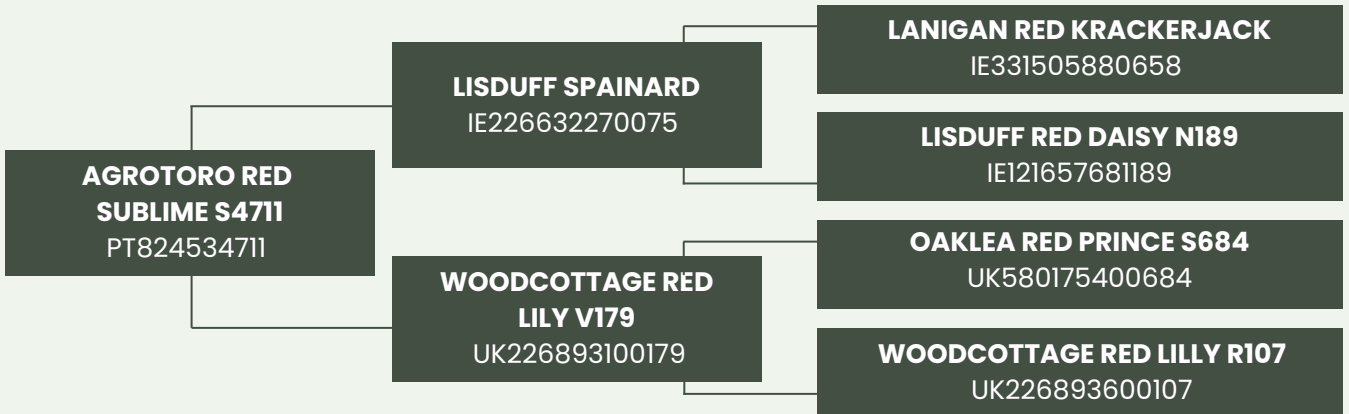 AGROTORO RED
SUBLIME S4711
PT824534711
LISDUFF SPAINARD
IE226632270075
WOODCOTTAGE RED
LILY V179
UK226893100179
LANIGAN RED KRACKERJACK
IE331505880658
LISDUFF RED DAISY N189
IE121657681189
OAKLEA RED PRINCE S684
UK580175400684
WOODCOTTAGE RED LILLY R107
UK226893600107